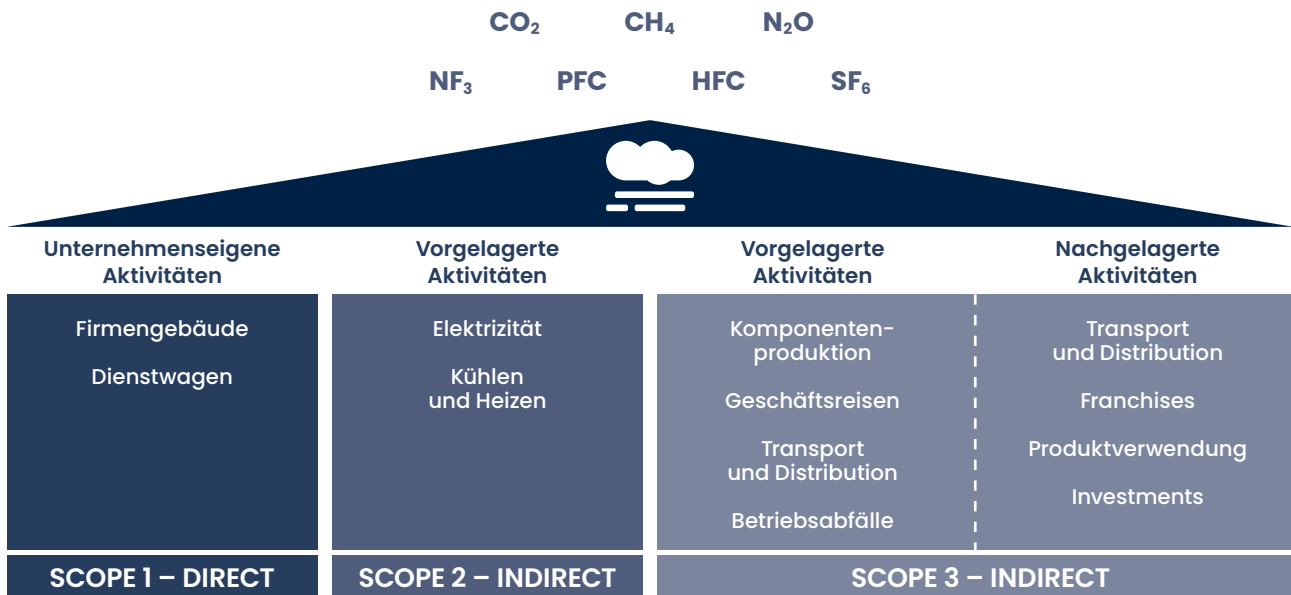 CO₂ CH₄ N₂O
NF₃ PFC HFC SF₆
Unternehmenseigene
Aktivitäten
Firmengebäude
Dienstwagen
SCOPE 1 – DIRECT
Vorgelagerte
Aktivitäten
Elektrizität
Kühlen
und Heizen
SCOPE 2 – INDIRECT
Vorgelagerte
Aktivitäten
Komponenten-
produktion
Geschäftsreisen
Transport
und Distribution
Betriebsabfälle
Nachgelagerte
Aktivitäten
Transport
und Distribution
Franchises
Produktverwendung
Investments
SCOPE 3 – INDIRECT